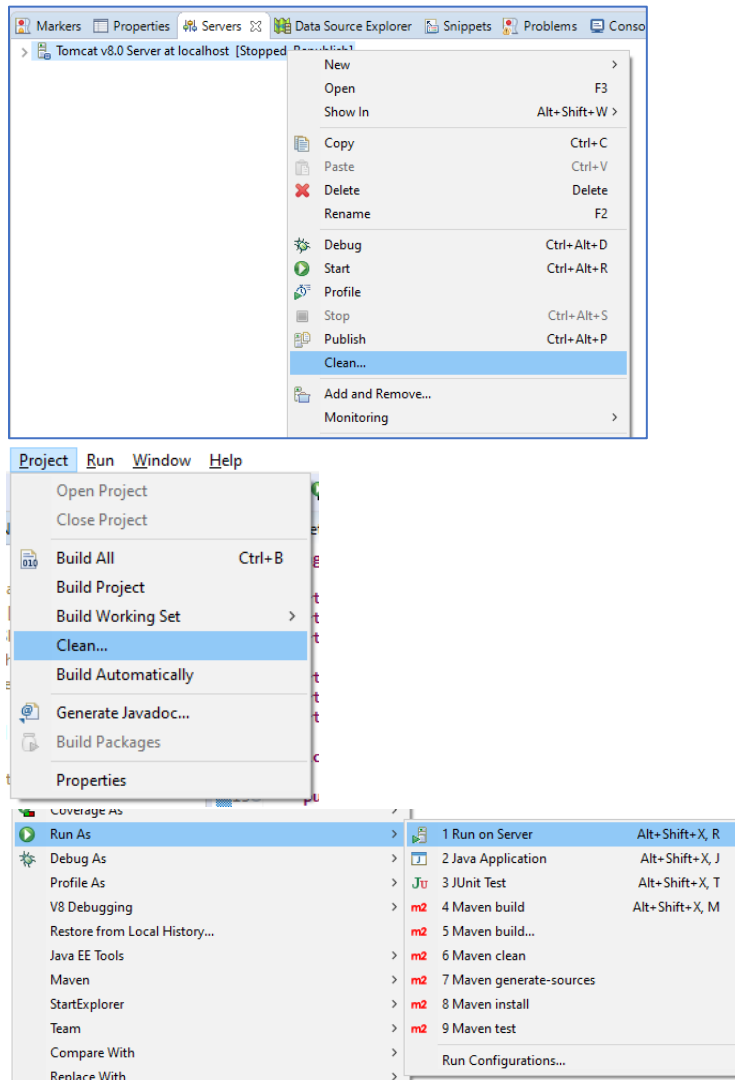 Markers Properties Servers Data Source Explorer Snippets Problems Conso
Tomcat v8.0 Server at localhost [Stopped, Republish]
New
Open F3
Show In Alt+Shift+W >
Copy Ctrl+C
Paste Ctrl+V
Delete Delete
Rename F2
Debug Ctrl+Alt+D
Start Ctrl+Alt+R
Profile
Stop Ctrl+Alt+S
Publish Ctrl+Alt+P
Clean...
Add and Remove...
Monitoring
Project Run Window Help
Open Project
Close Project
Build All Ctrl+B
Build Project
Build Working Set
Clean...
Build Automatically
Generate Javadoc...
Build Packages
Properties
Coverage As
Run As 1 Run on Server Alt+Shift+X, R
Debug As 2 Java Application Alt+Shift+X, J
Profile As 3 JUnit Test Alt+Shift+X, T
V8 Debugging 4 Maven build Alt+Shift+X, M
Restore from Local History... 5 Maven build...
Java EE Tools 6 Maven clean
Maven 7 Maven generate-sources
StartExplorer 8 Maven install
Team 9 Maven test
Compare With Run Configurations...
Replace With